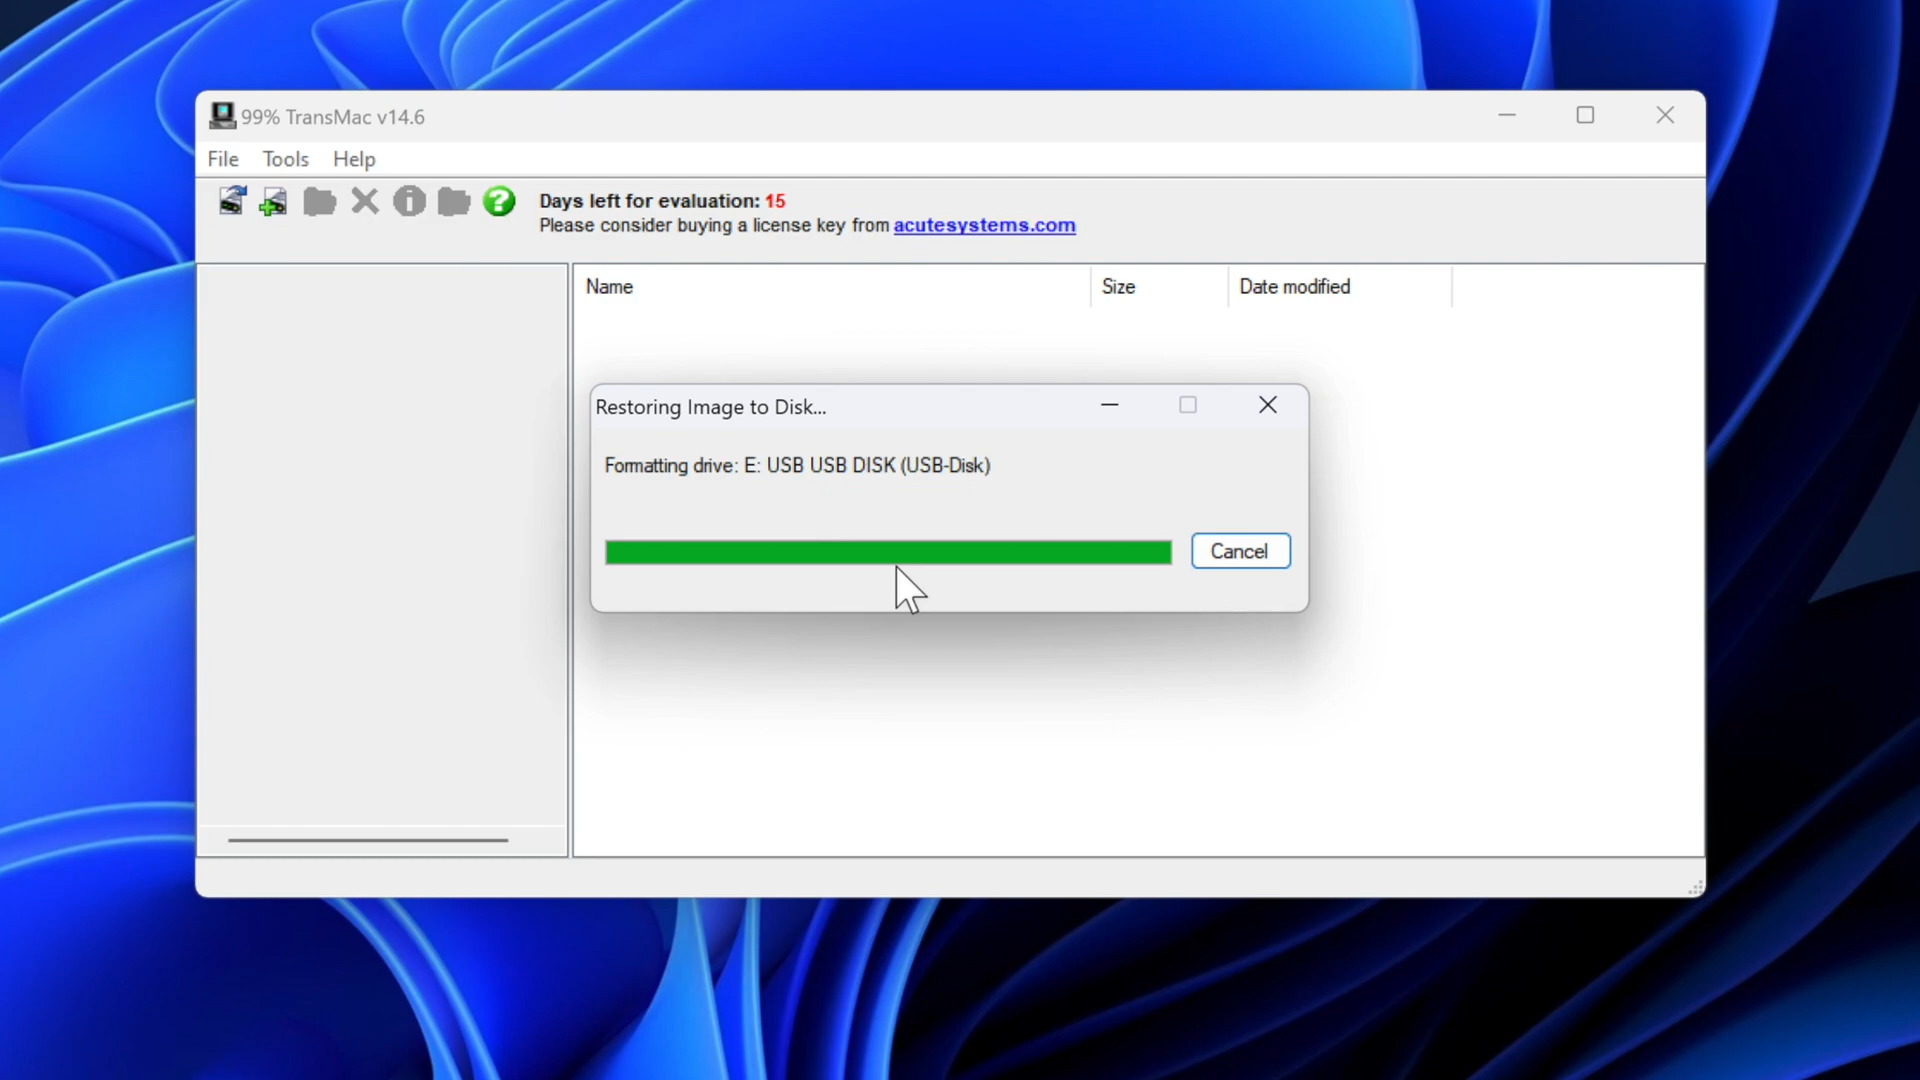 99% TransMac v14.6
File Tools Help
Days left for evaluation: 15
Please consider buying a license key from acutesystems.com
Name Size Date modified
Restoring Image to Disk...
Formatting drive: E: USB USB DISK (USB-Disk)
Cancel